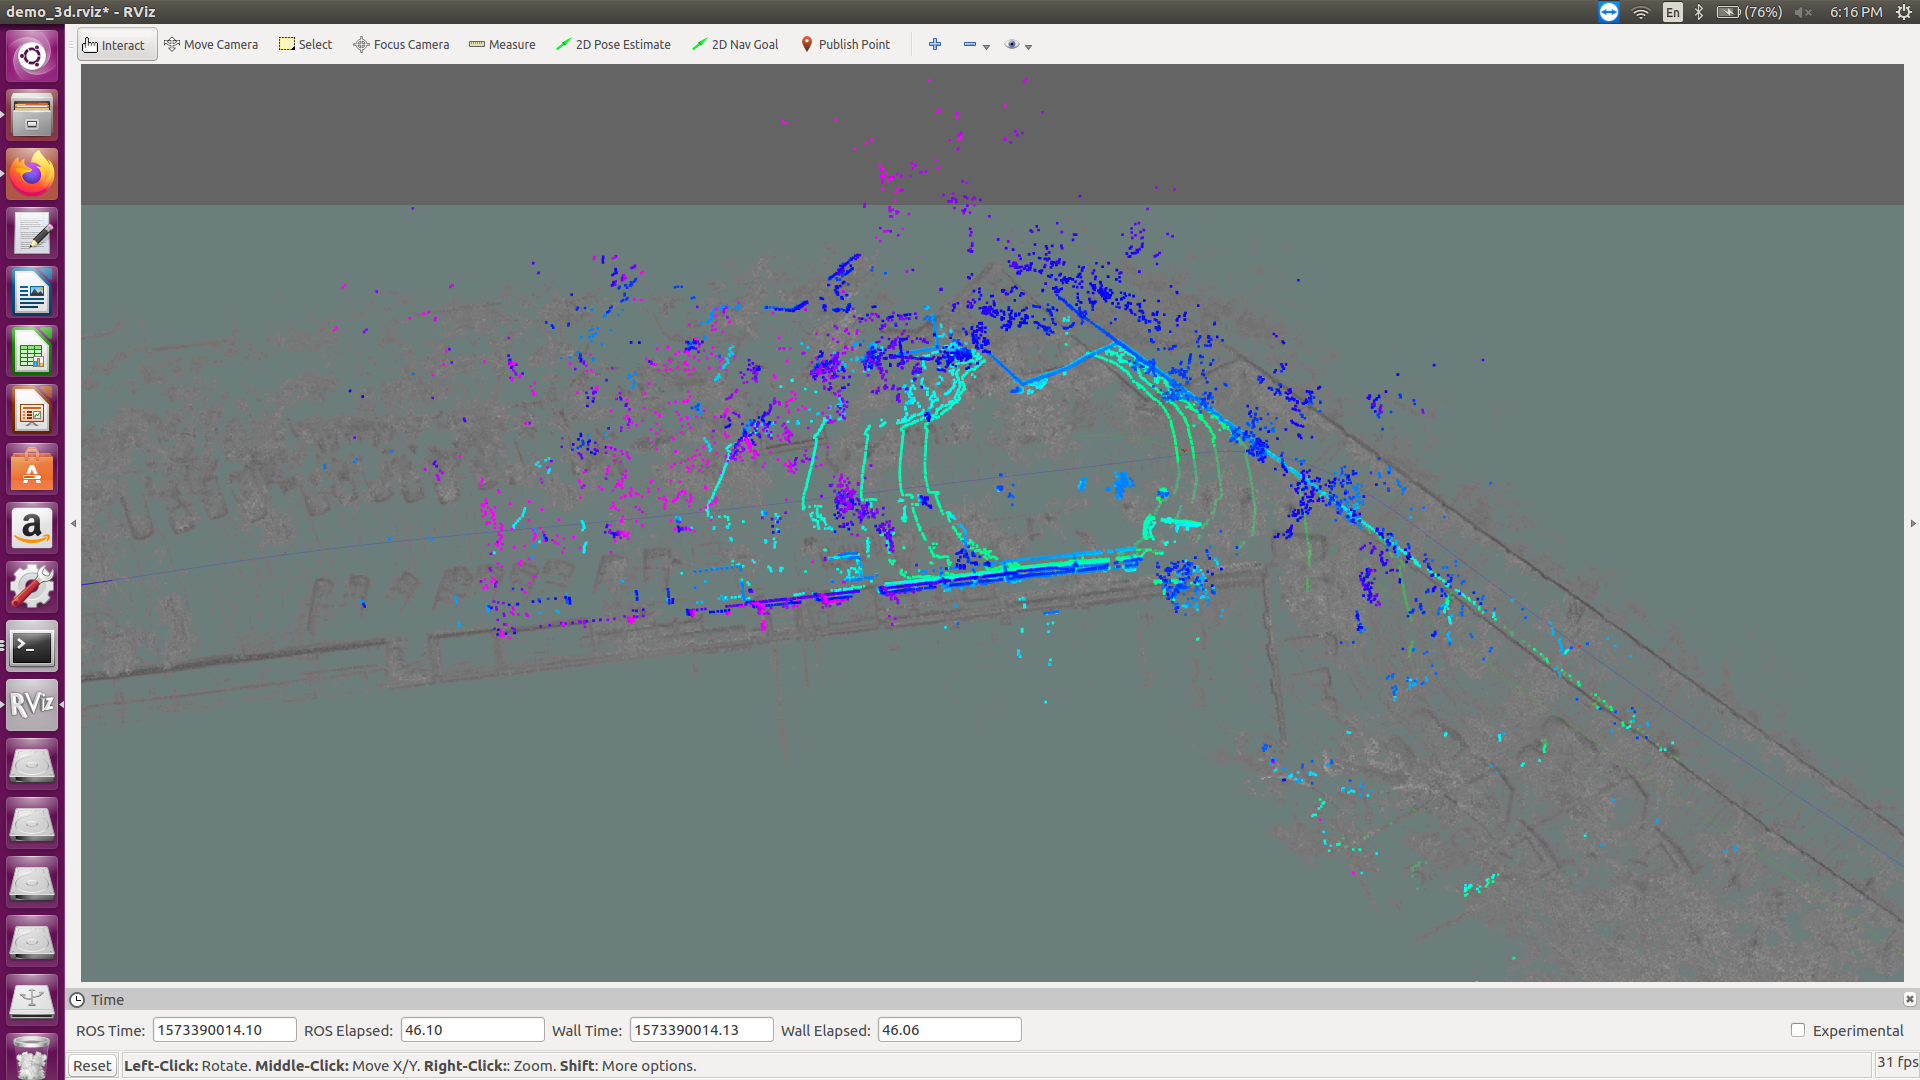 demo_3d.rviz* - RViz
En
(76%)
6:16 PM
Interact
Move Camera
Select
Focus Camera
Measure
2D Pose Estimate
2D Nav Goal
Publish Point
A
a
>_
RViz
Time
ROS Time: 1573390014.10 ROS Elapsed: 46.10 Wall Time: 1573390014.13 Wall Elapsed: 46.06 Experimental
Reset Left-Click: Rotate. Middle-Click: Move X/Y. Right-Click:: Zoom. Shift: More options. 31 fps